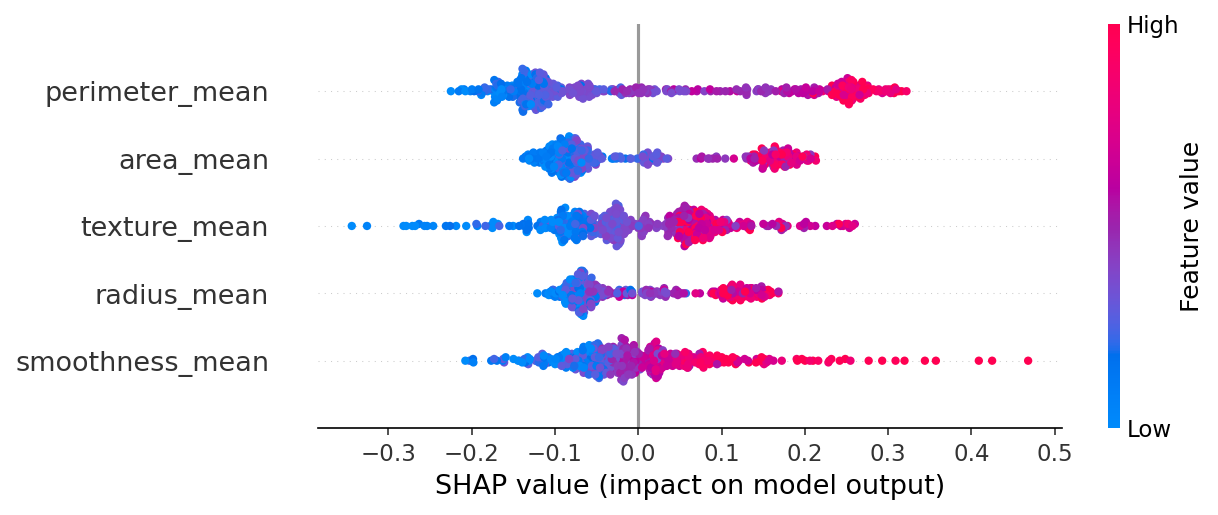 High
perimeter_mean
area_mean
texture_mean
radius_mean
smoothness_mean
Feature value
Low
−0.3 −0.2 −0.1 0.0 0.1 0.2 0.3 0.4 0.5
SHAP value (impact on model output)